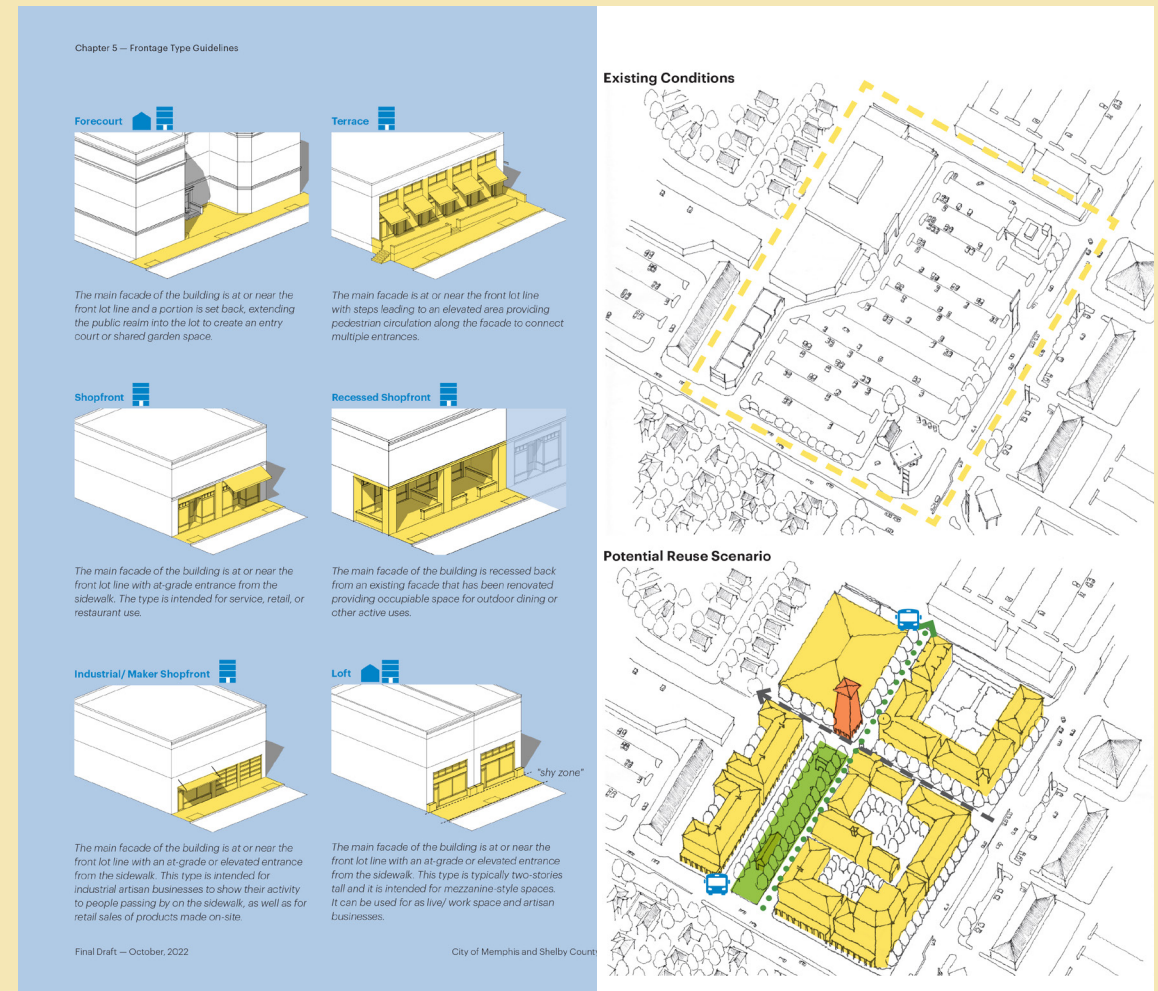 Chapter 5 — Frontage Type Guidelines
Forecourt
The main facade of the building is at or near the
front lot line and a portion is set back, extending
the public realm into the lot to create an entry
court or shared garden space.
Terrace
The main facade is at or near the front lot line
with steps leading to an elevated area providing
pedestrian circulation along the facade to connect
multiple entrances.
Shopfront
The main facade of the building is at or near the
front lot line with at-grade entrance from the
sidewalk. The type is intended for service, retail, or
restaurant use.
Recessed Shopfront
The main facade of the building is recessed back
from an existing facade that has been renovated
providing occupiable space for outdoor dining or
other active uses.
Industrial/ Maker Shopfront
The main facade of the building is at or near the
front lot line with an at-grade or elevated entrance
from the sidewalk. This type is intended for
industrial artisan businesses to show their activity
to people passing by on the sidewalk, as well as for
retail sales of products made on-site.
Loft
"shy zone"
The main facade of the building is at or near the
front lot line with an at-grade or elevated entrance
from the sidewalk. This type is typically two-stories
tall and it is intended for mezzanine-style spaces.
It can be used for as live/ work space and artisan
businesses.
Final Draft — October, 2022
City of Memphis and Shelby County
Existing Conditions
Potential Reuse Scenario